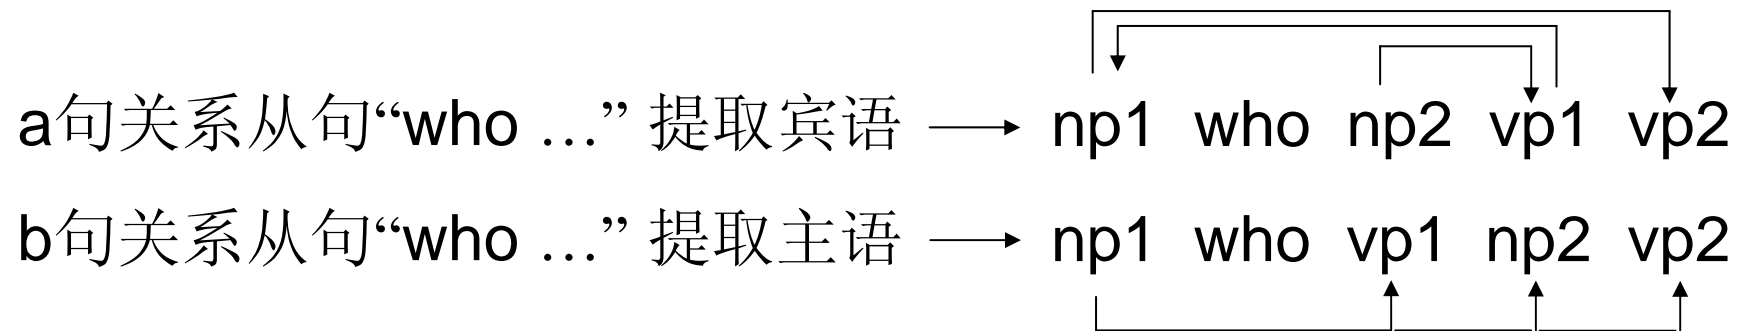 a句关系从句“who …” 提取宾语 → np1 who np2 vp1 vp2
b句关系从句“who …” 提取主语 → np1 who vp1 np2 vp2